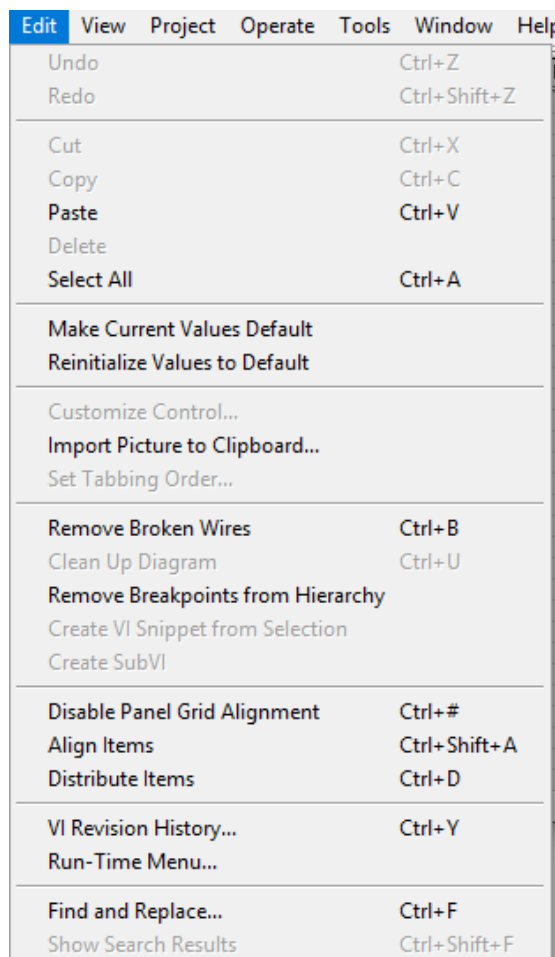 Edit View Project Operate Tools Window Help
Undo Ctrl+Z
Redo Ctrl+Shift+Z
Cut Ctrl+X
Copy Ctrl+C
Paste Ctrl+V
Delete
Select All Ctrl+A
Make Current Values Default
Reinitialize Values to Default
Customize Control...
Import Picture to Clipboard...
Set Tabbing Order...
Remove Broken Wires Ctrl+B
Clean Up Diagram Ctrl+U
Remove Breakpoints from Hierarchy
Create VI Snippet from Selection
Create SubVI
Disable Panel Grid Alignment Ctrl+#
Align Items Ctrl+Shift+A
Distribute Items Ctrl+D
VI Revision History... Ctrl+Y
Run-Time Menu...
Find and Replace... Ctrl+F
Show Search Results Ctrl+Shift+F